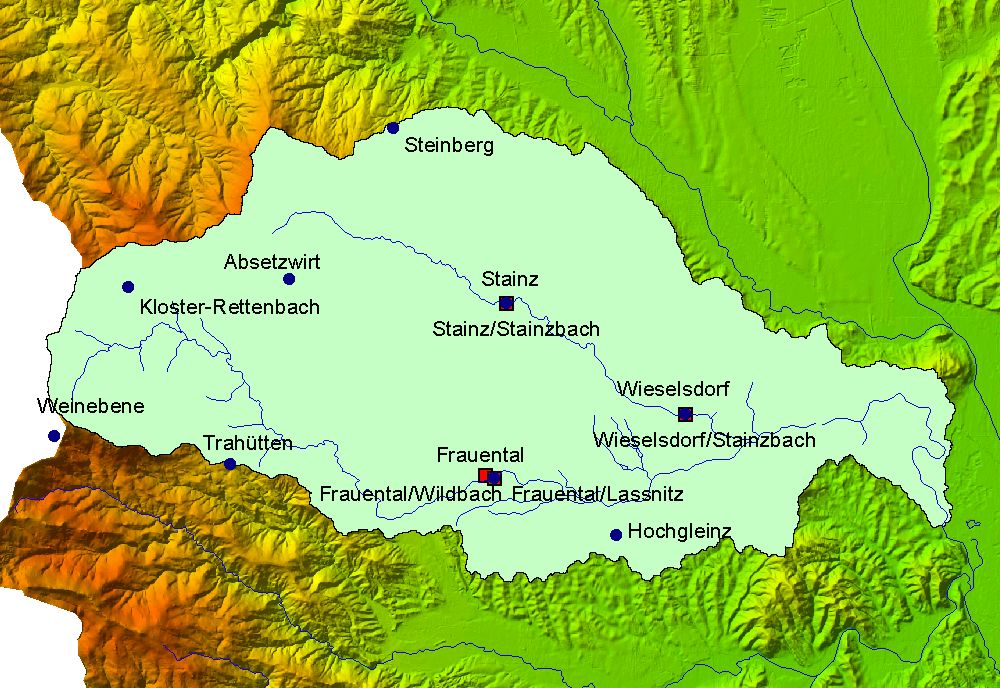 Steinberg
Absetzwirt
Stainz
Kloster-Rettenbach
Stainz/Stainzbach
Wieselsdorf
Weinebene
Trahütten
Wieselsdorf/Stainzbach
Frauental
Frauental/Wildbach Frauental/Lassnitz
Hochgleinz